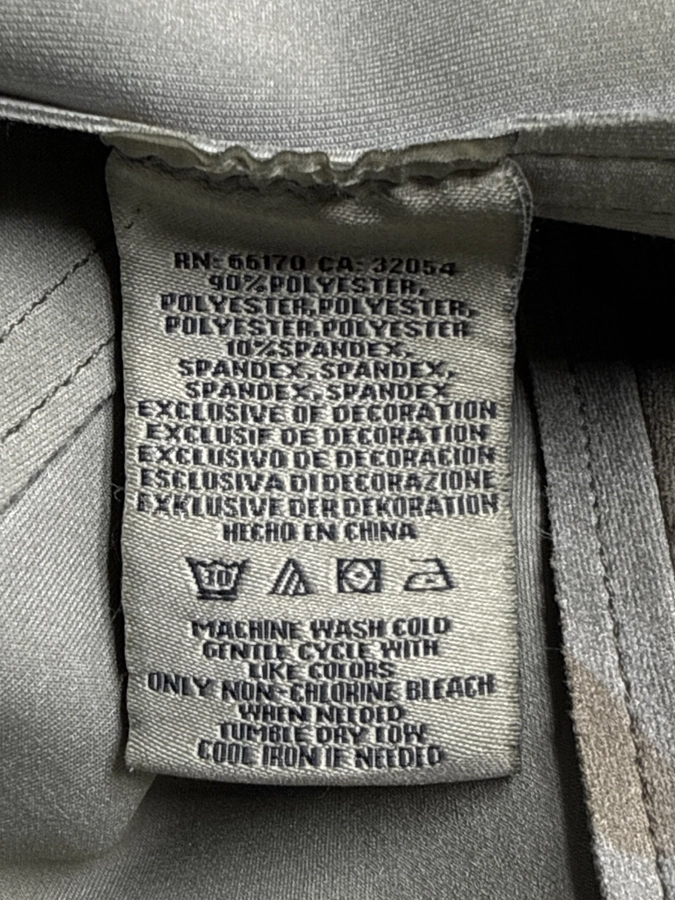 RN: 66170 CA: 32054
90%POLYESTER,
POLYESTER,POLYESTER,
POLYESTER,POLYESTER
10%SPANDEX,
SPANDEX,SPANDEX,
SPANDEX,SPANDEX
EXCLUSIVE OF DECORATION
EXCLUSIF DE DECORATION
EXCLUSIVO DE DECORACION
ESCLUSIVA DI DECORAZIONE
EXKLUSIVE DER DEKORATION
HECHO EN CHINA
30
MACHINE WASH COLD
GENTLE CYCLE WITH
LIKE COLORS
ONLY NON-CHLORINE BLEACH
WHEN NEEDED
TUMBLE DRY LOW
COOL IRON IF NEEDED